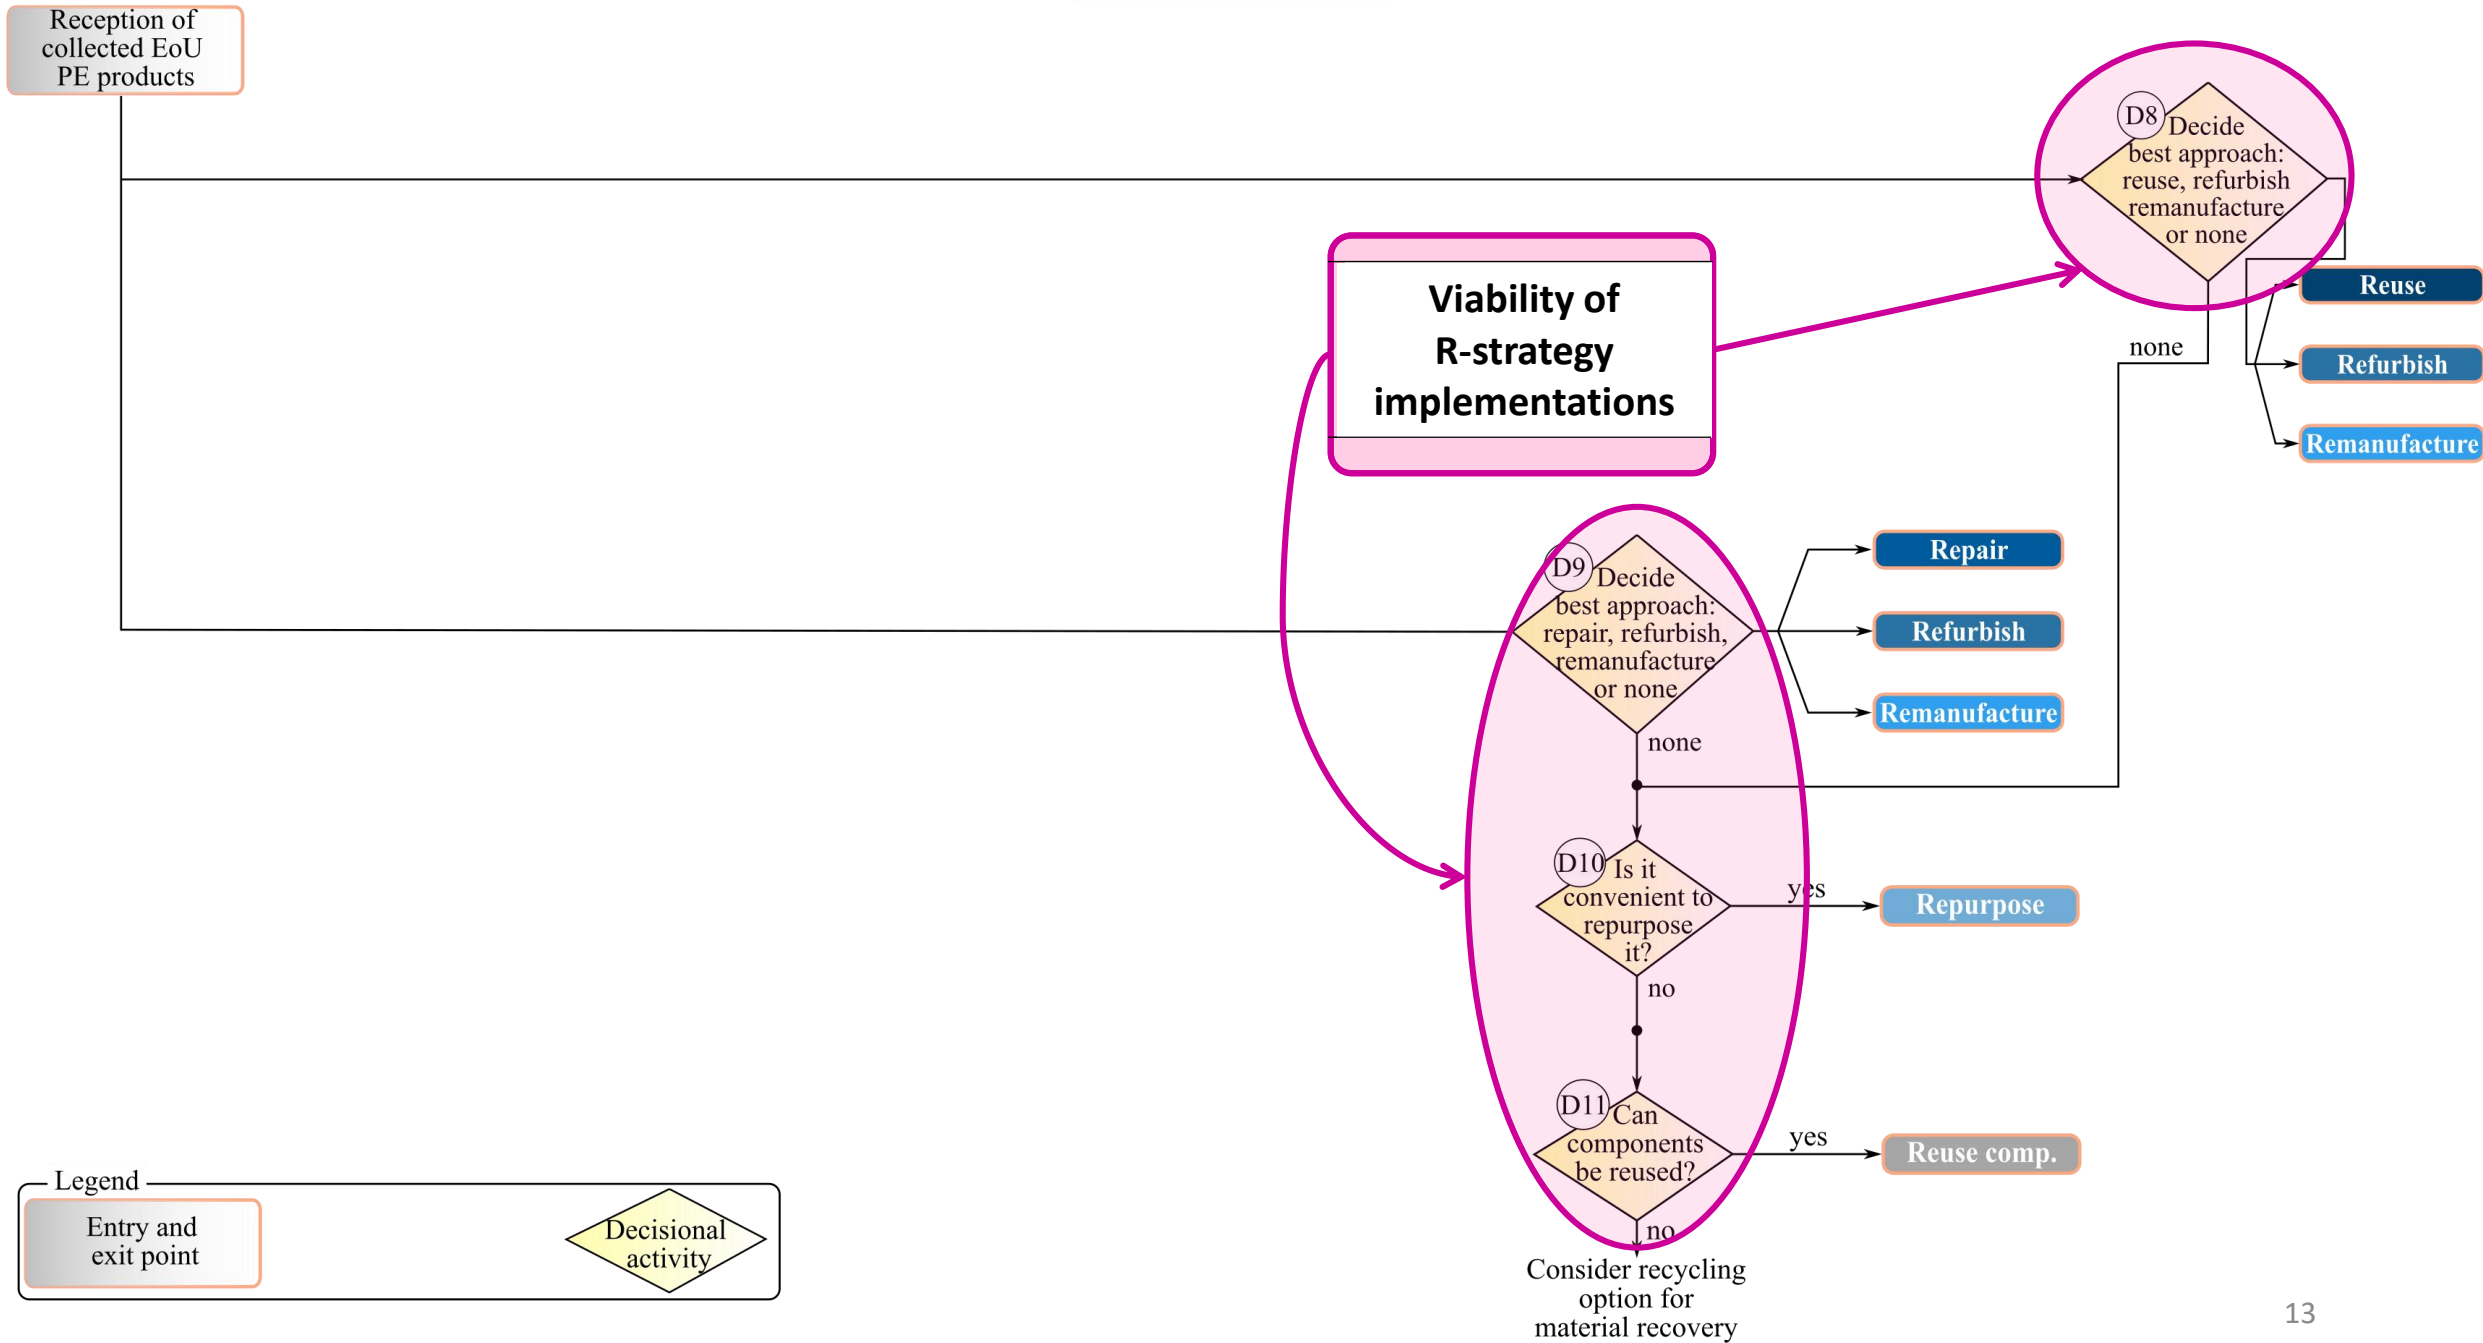 Reception of
collected EoU
PE products
D8
Decide
best approach:
reuse, refurbish
remanufacture
or none
none
Reuse
Refurbish
Remanufacture
Viability of
R-strategy
implementations
D9
Decide
best approach:
repair, refurbish,
remanufacture
or none
none
Repair
Refurbish
Remanufacture
D10
Is it
convenient to
repurpose
it?
yes
Repurpose
no
D11
Can
components
be reused?
yes
Reuse comp.
no
Consider recycling
option for
material recovery
Legend
Entry and
exit point
Decisional
activity
13